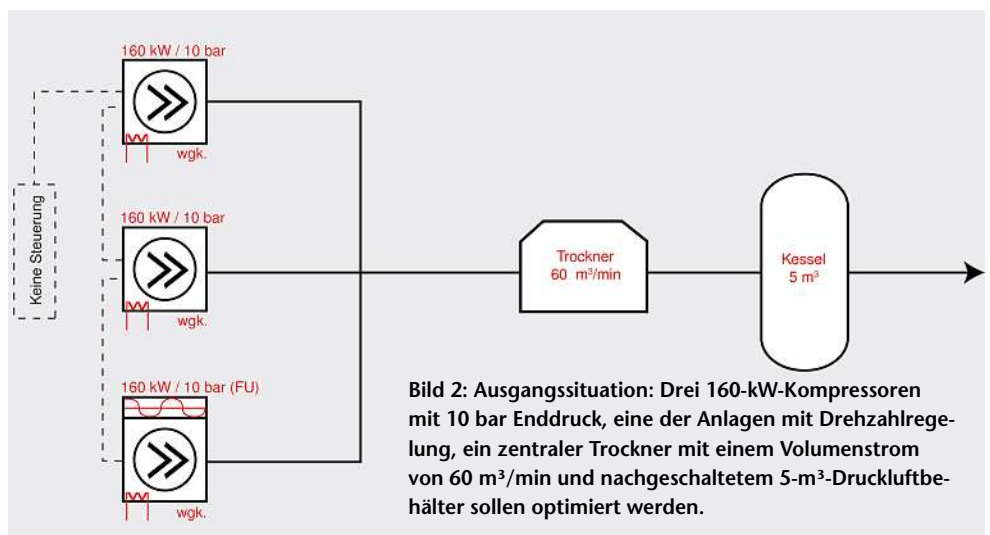 160 kW / 10 bar
wgk.
Keine Steuerung
160 kW / 10 bar
wgk.
Trockner
60 m³/min
Kessel
5 m³
160 kW / 10 bar (FU)
wgk.
Bild 2: Ausgangssituation: Drei 160-kW-Kompressoren
mit 10 bar Enddruck, eine der Anlagen mit Drehzahlrege-
lung, ein zentraler Trockner mit einem Volumenstrom
von 60 m³/min und nachgeschaltetem 5-m³-Druckluftbe-
hälter sollen optimiert werden.